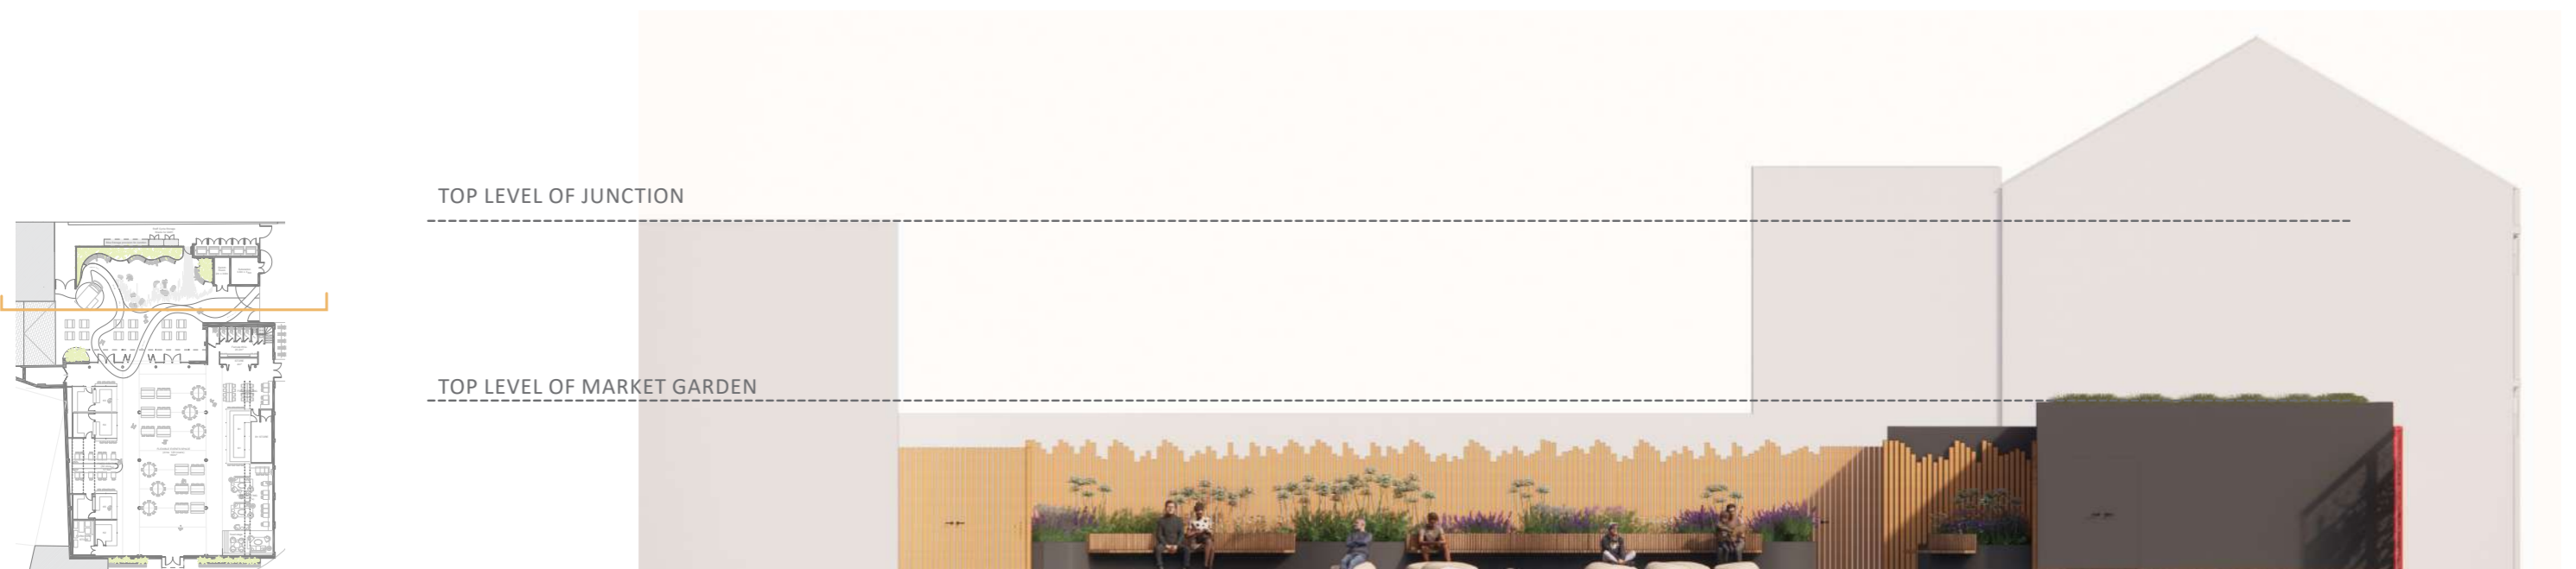 TOP LEVEL OF JUNCTION
TOP LEVEL OF MARKET GARDEN